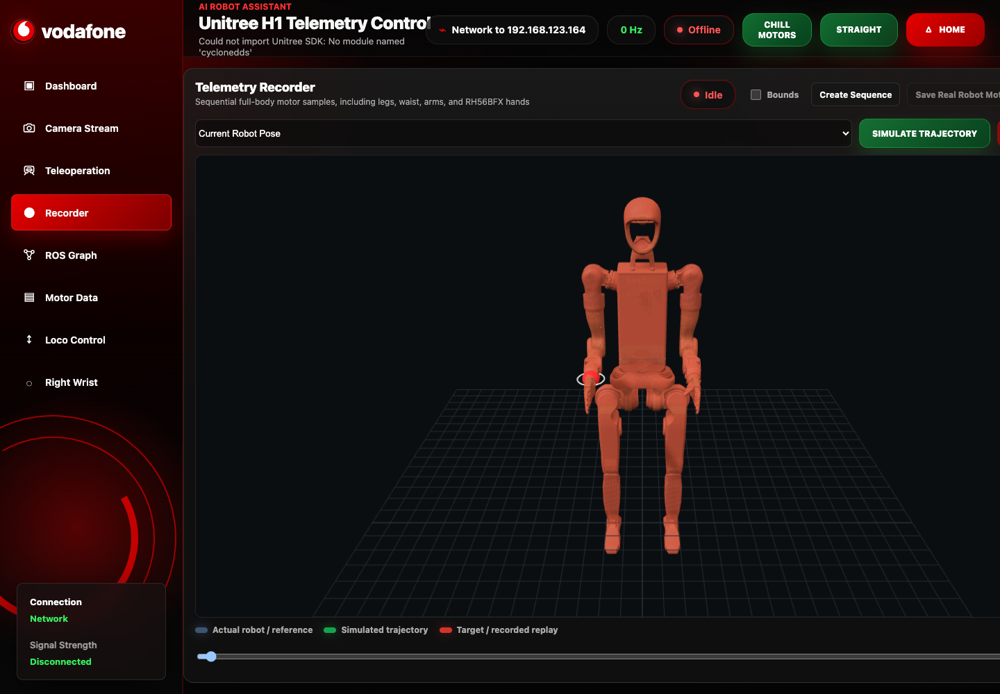 vodafone
Dashboard
Camera Stream
Teleoperation
Recorder
ROS Graph
Motor Data
Loco Control
Right Wrist
Connection
Network
Signal Strength
Disconnected
AI ROBOT ASSISTANT
Unitree H1 Telemetry Control
Could not import Unitree SDK: No module named
'cyclonedds'
Network to 192.168.123.164
0 Hz
Offline
CHILL
MOTORS
STRAIGHT
HOME
Telemetry Recorder
Sequential full-body motor samples, including legs, waist, arms, and RH56BFX hands
Idle
Bounds
Create Sequence
Save Real Robot Mot
Current Robot Pose
SIMULATE TRAJECTORY
Actual robot / reference
Simulated trajectory
Target / recorded replay